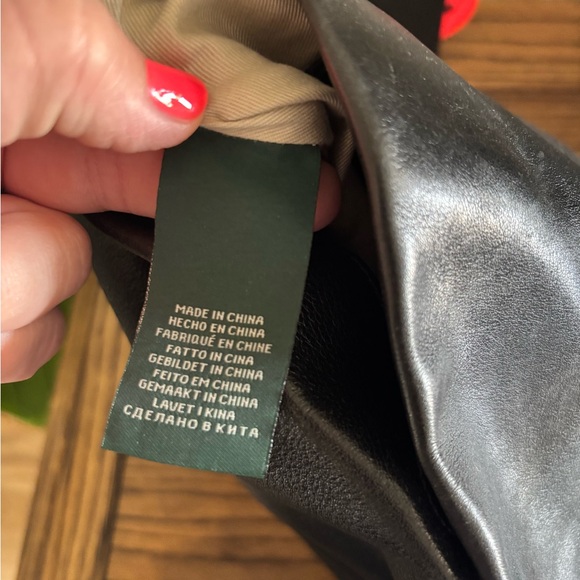 MADE IN CHINA
HECHO EN CHINA
FABRIQUÉ EN CHINE
FATTO IN CINA
GEBILDET IN CHINA
FEITO EM CHINA
GEMAAKT IN CHINA
LAVET I KINA
СДЕЛАНО В КИТА